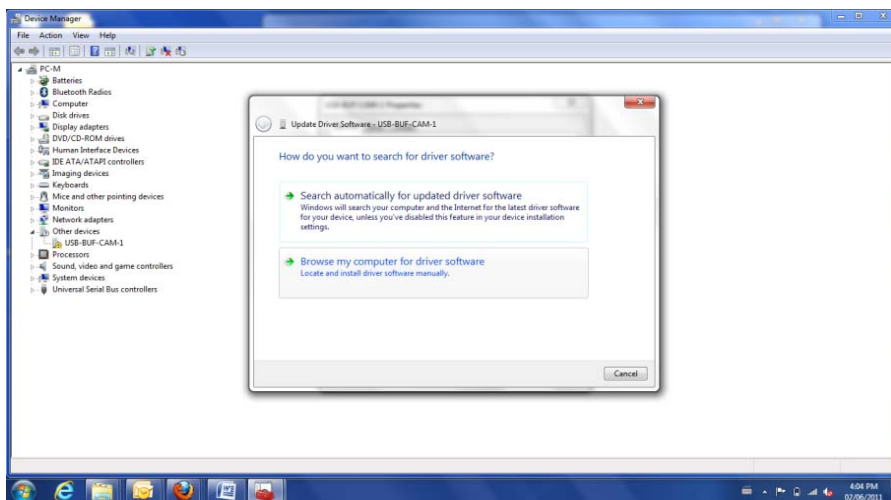 Device Manager
File Action View Help
PC-M
Batteries
Bluetooth Radios
Computer
Disk drives
Display adapters
DVD/CD-ROM drives
Human Interface Devices
IDE ATA/ATAPI controllers
Imaging devices
Keyboards
Mice and other pointing devices
Monitors
Network adapters
Other devices
USB-BUF-CAM-1
Processors
Sound, video and game controllers
System devices
Universal Serial Bus controllers
USB-BUF-CAM-1 Properties
Update Driver Software - USB-BUF-CAM-1
How do you want to search for driver software?
Search automatically for updated driver software
Windows will search your computer and the Internet for the latest driver software
for your device, unless you've disabled this feature in your device installation
settings.
Browse my computer for driver software
Locate and install driver software manually.
Cancel
4:04 PM
02/06/2011